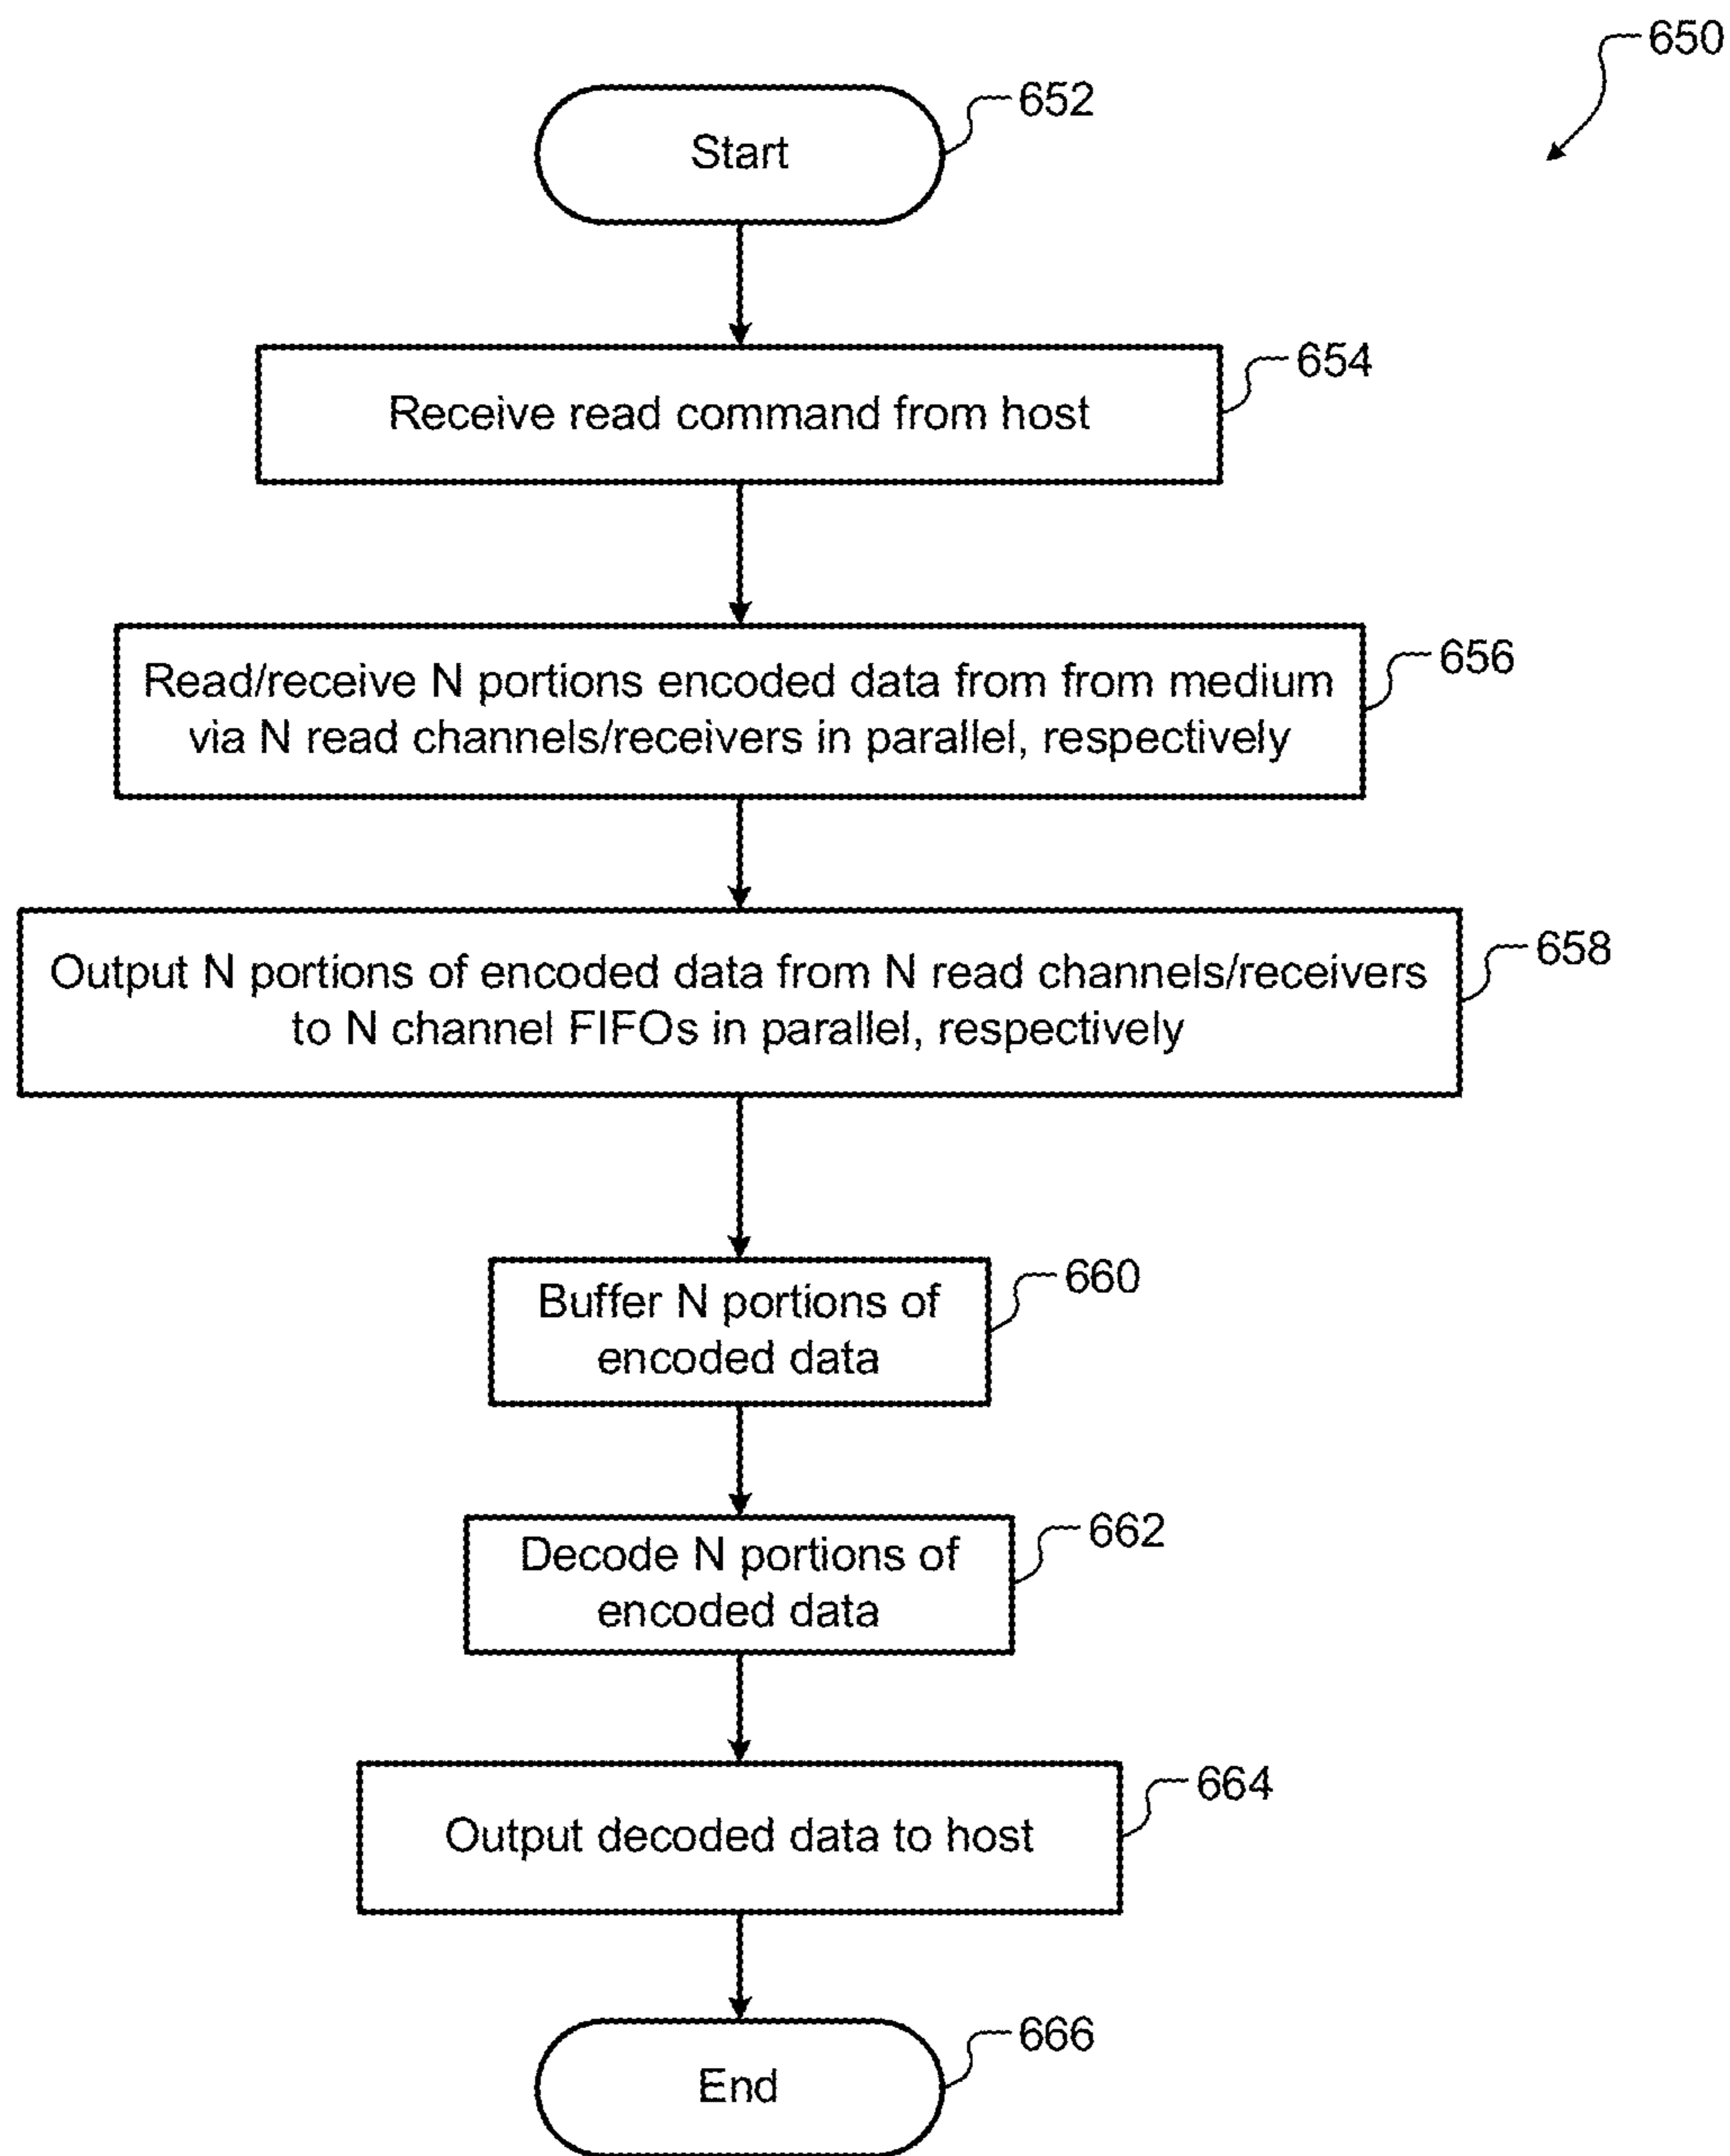 650
652
Start
654
Receive read command from host
656
Read/receive N portions encoded data from from medium
via N read channels/receivers in parallel, respectively
658
Output N portions of encoded data from N read channels/receivers
to N channel FIFOs in parallel, respectively
660
Buffer N portions of
encoded data
662
Decode N portions of
encoded data
664
Output decoded data to host
666
End